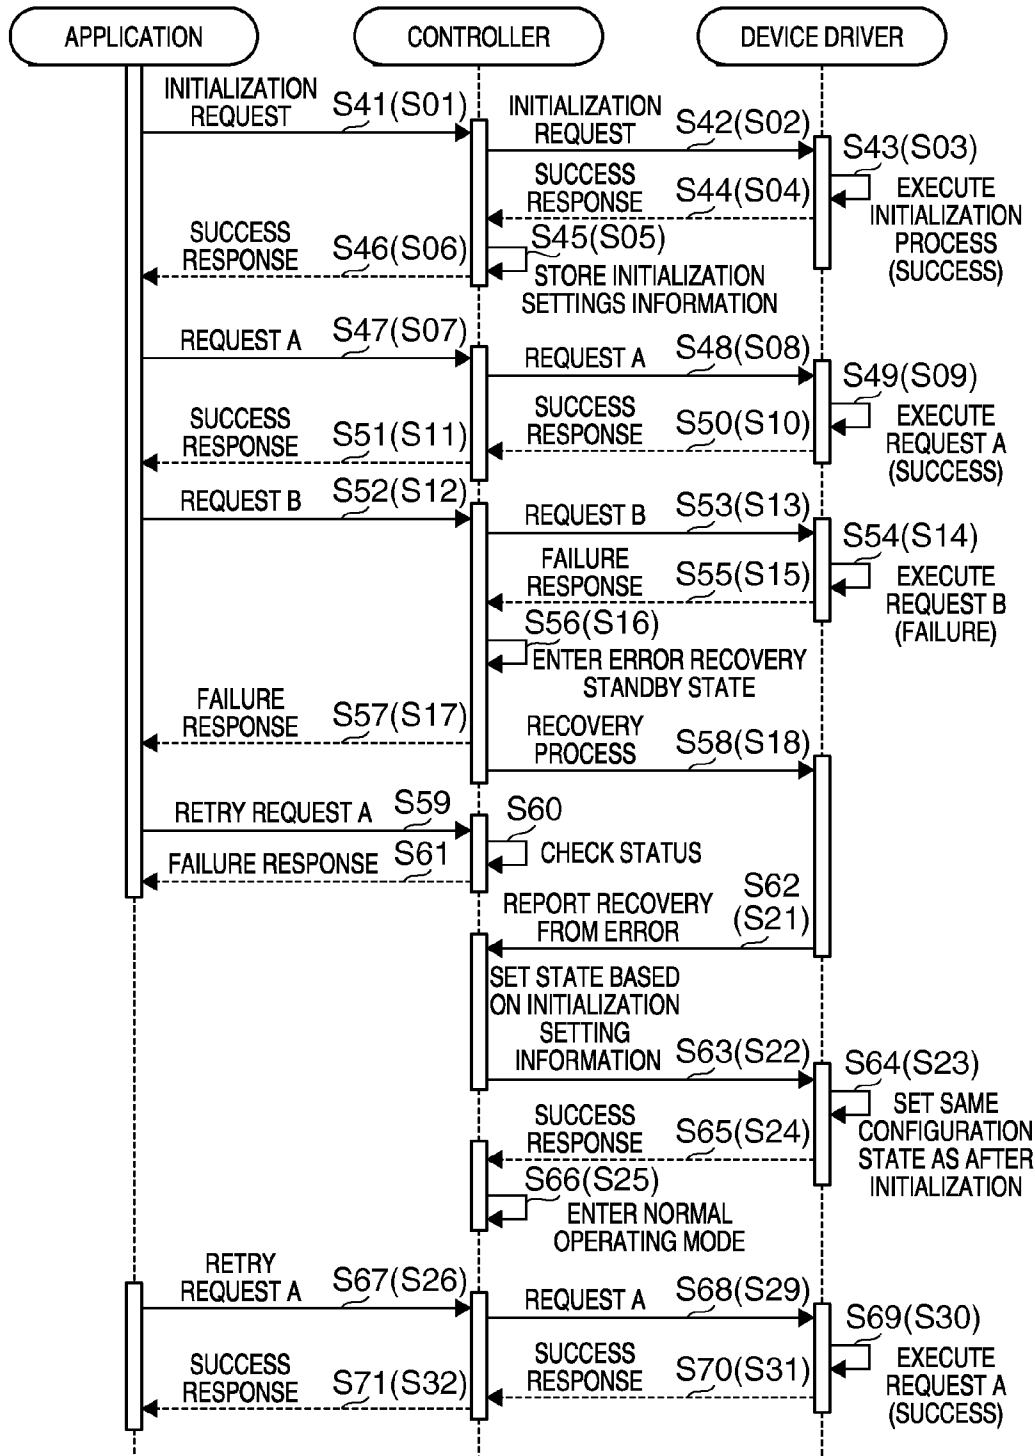 APPLICATION
CONTROLLER
DEVICE DRIVER
INITIALIZATION
REQUEST
S41(S01)
INITIALIZATION
REQUEST
S42(S02)
S43(S03)
EXECUTE
INITIALIZATION
PROCESS
(SUCCESS)
SUCCESS
RESPONSE
S44(S04)
S45(S05)
STORE INITIALIZATION
SETTINGS INFORMATION
SUCCESS
RESPONSE
S46(S06)
REQUEST A
S47(S07)
REQUEST A
S48(S08)
S49(S09)
EXECUTE
REQUEST A
(SUCCESS)
SUCCESS
RESPONSE
S50(S10)
SUCCESS
RESPONSE
S51(S11)
REQUEST B
S52(S12)
REQUEST B
S53(S13)
S54(S14)
EXECUTE
REQUEST B
(FAILURE)
FAILURE
RESPONSE
S55(S15)
S56(S16)
ENTER ERROR RECOVERY
STANDBY STATE
FAILURE
RESPONSE
S57(S17)
RECOVERY
PROCESS
S58(S18)
RETRY REQUEST A
S59
S60
CHECK STATUS
FAILURE RESPONSE
S61
REPORT RECOVERY
FROM ERROR
S62
(S21)
SET STATE BASED
ON INITIALIZATION
SETTING
INFORMATION
S63(S22)
S64(S23)
SET SAME
CONFIGURATION
STATE AS AFTER
INITIALIZATION
SUCCESS
RESPONSE
S65(S24)
S66(S25)
ENTER NORMAL
OPERATING MODE
RETRY
REQUEST A
S67(S26)
REQUEST A
S68(S29)
S69(S30)
EXECUTE
REQUEST A
(SUCCESS)
SUCCESS
RESPONSE
S70(S31)
SUCCESS
RESPONSE
S71(S32)